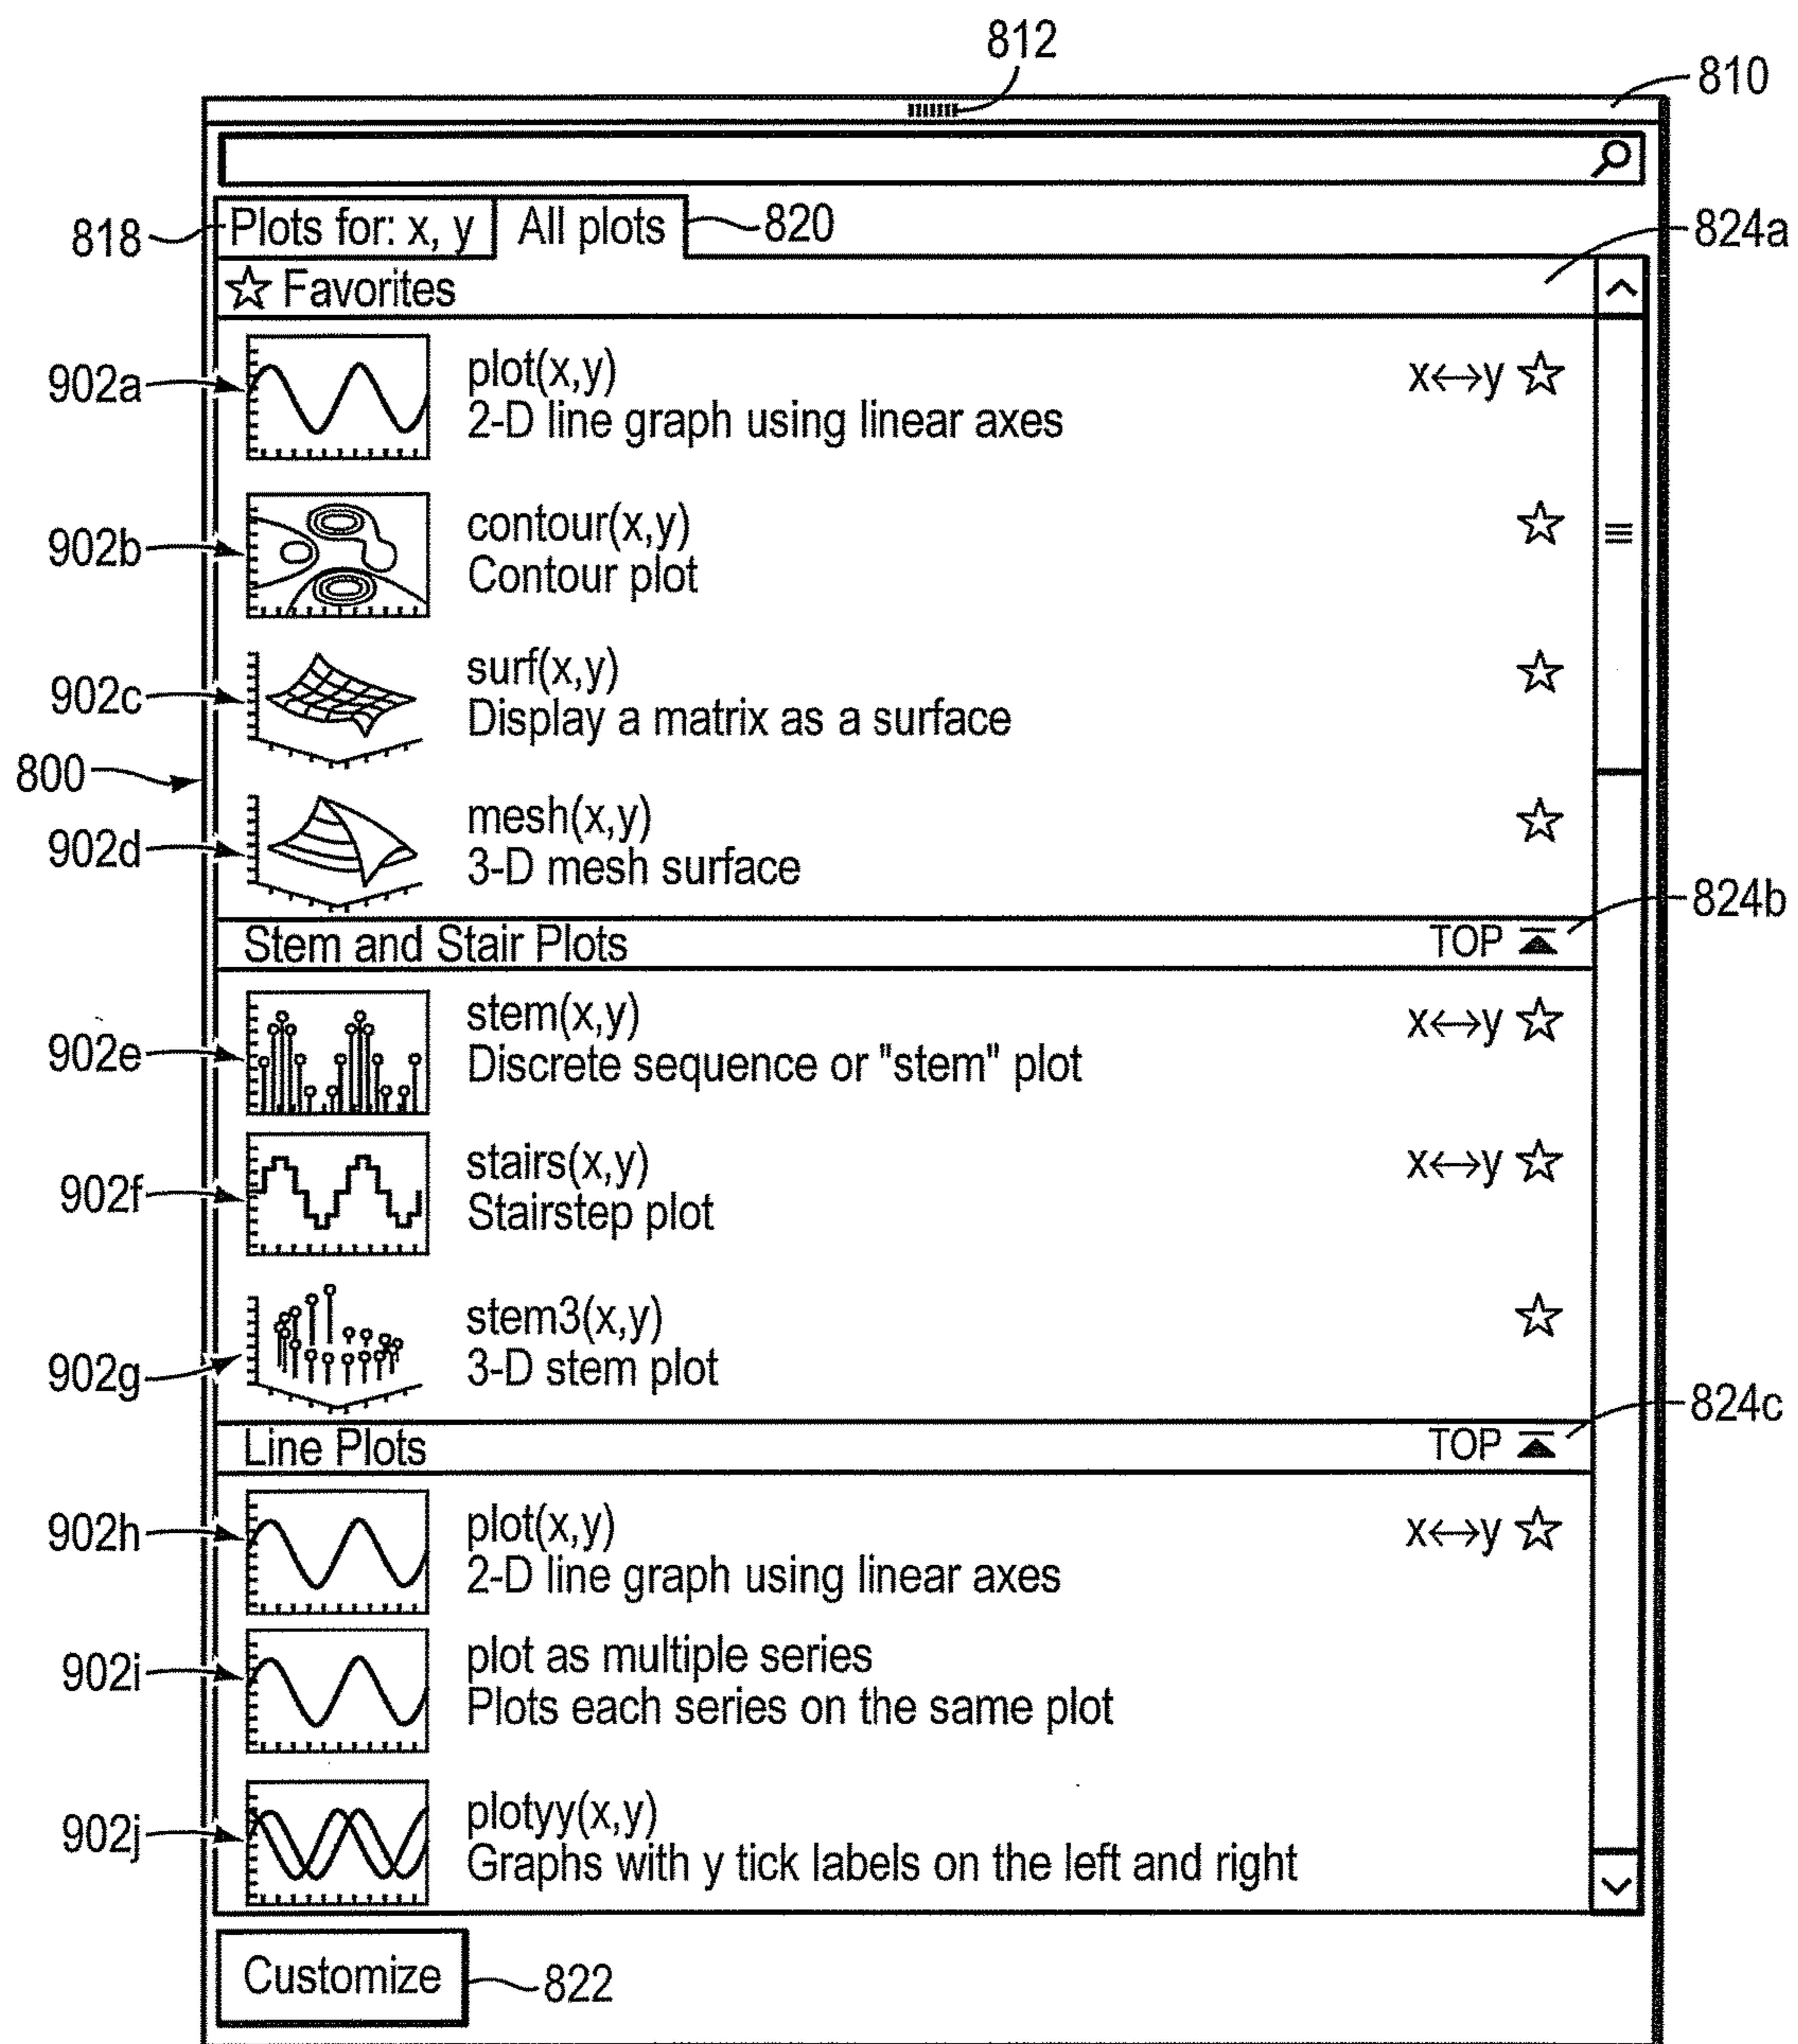 812
810
818
Plots for: x, y
All plots
820
824a
Favorites
902a
plot(x,y)
x↔y
2-D line graph using linear axes
902b
contour(x,y)
Contour plot
902c
surf(x,y)
Display a matrix as a surface
800
902d
mesh(x,y)
3-D mesh surface
824b
Stem and Stair Plots
TOP
902e
stem(x,y)
x↔y
Discrete sequence or "stem" plot
902f
stairs(x,y)
x↔y
Stairstep plot
902g
stem3(x,y)
3-D stem plot
824c
Line Plots
TOP
902h
plot(x,y)
x↔y
2-D line graph using linear axes
902i
plot as multiple series
Plots each series on the same plot
902j
plotyy(x,y)
Graphs with y tick labels on the left and right
Customize
822